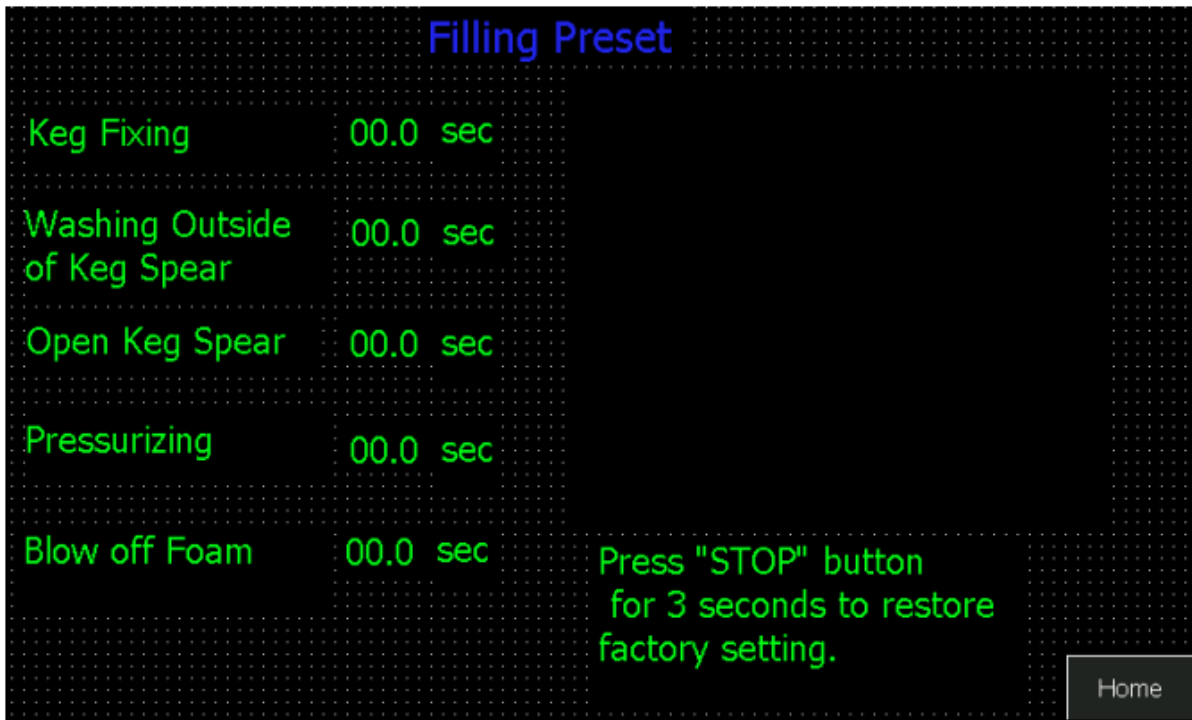 Filling Preset
Keg Fixing 00.0 sec
Washing Outside
of Keg Spear 00.0 sec
Open Keg Spear 00.0 sec
Pressurizing 00.0 sec
Blow off Foam 00.0 sec
Press "STOP" button
for 3 seconds to restore
factory setting.
Home